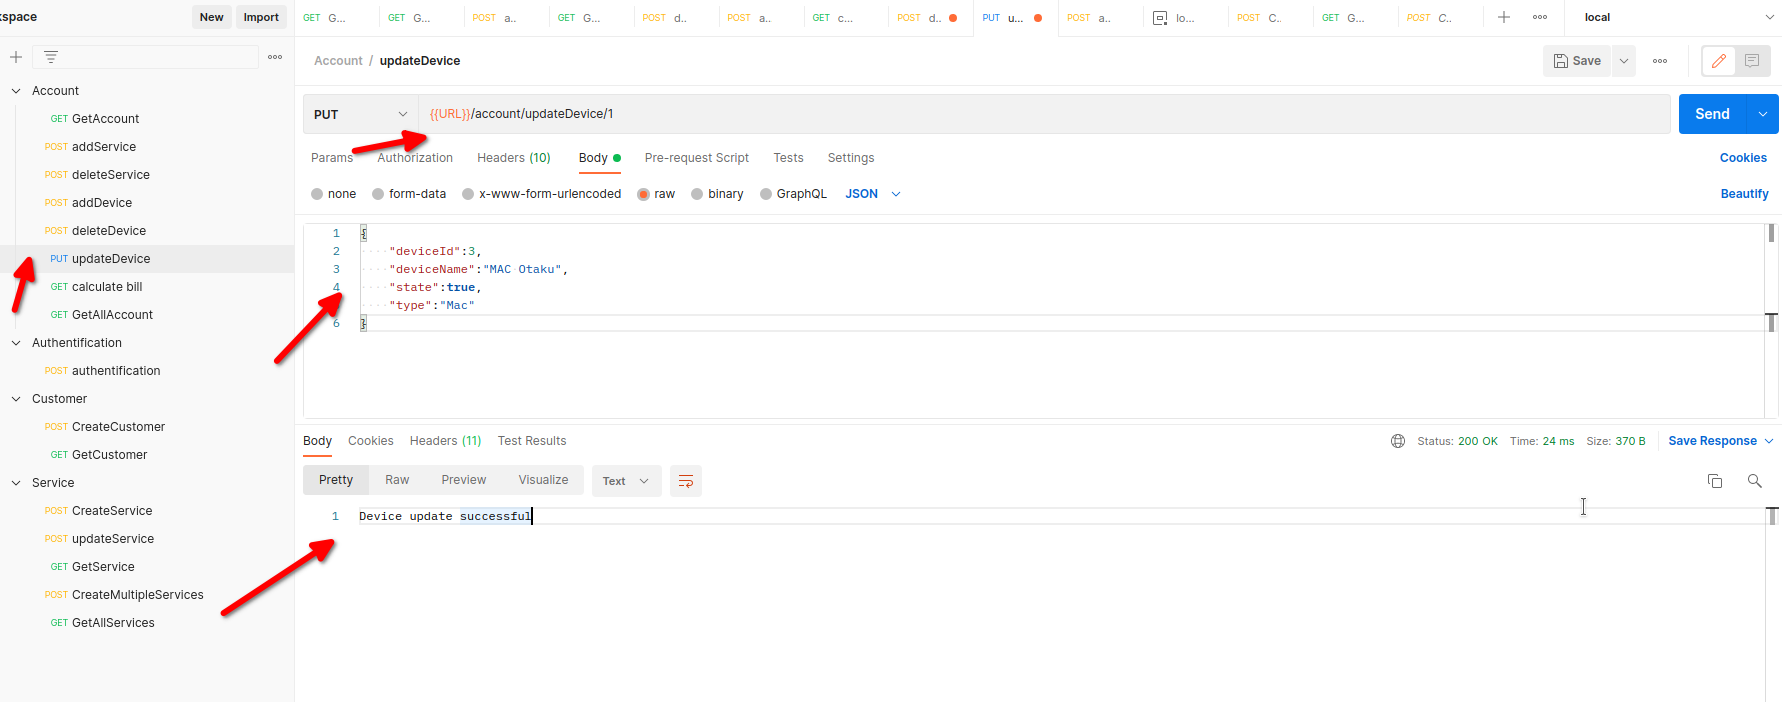 kspace
New Import
GET G...
GET G...
POST a..
GET G...
POST d..
POST a..
GET c...
POST d..
PUT u...
POST a..
lo...
POST C..
GET G...
POST C..
local
Account / updateDevice
Save
Account
GET GetAccount
POST addService
POST deleteService
POST addDevice
POST deleteDevice
PUT updateDevice
GET calculate bill
GET GetAllAccount
Authentification
POST authentification
Customer
POST CreateCustomer
GET GetCustomer
Service
POST CreateService
POST updateService
GET GetService
POST CreateMultipleServices
GET GetAllServices
PUT
{{URL}}/account/updateDevice/1
Send
Params Authorization Headers (10) Body Pre-request Script Tests Settings
Cookies
none form-data x-www-form-urlencoded raw binary GraphQL JSON
Beautify
1 {
2 "deviceId":3,
3 "deviceName":"MAC Otaku",
4 "state":true,
"type":"Mac"
6 }
Body Cookies Headers (11) Test Results
Status: 200 OK Time: 24 ms Size: 370 B
Save Response
Pretty Raw Preview Visualize
Text
1 Device update successful